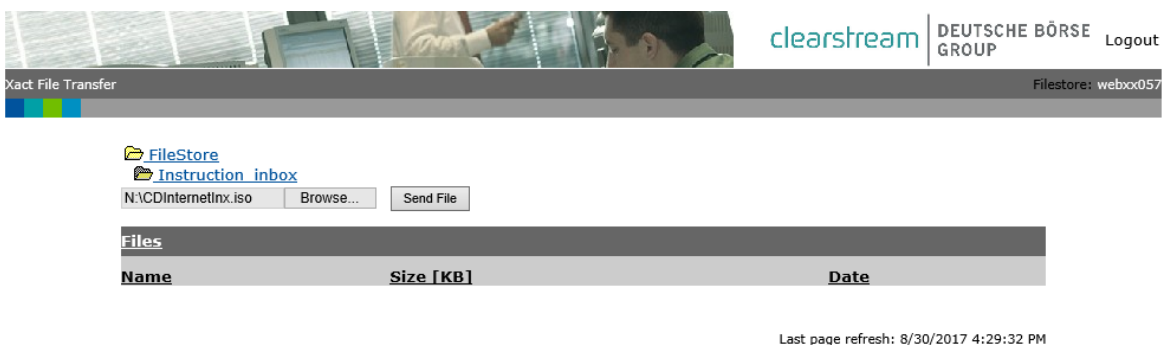 clearstream DEUTSCHE BÖRSE GROUP Logout
Xact File Transfer Filestore: webxx057
FileStore
Instruction_inbox
N:\CDInternetInx.iso Browse... Send File
Files
Name Size [KB] Date
Last page refresh: 8/30/2017 4:29:32 PM